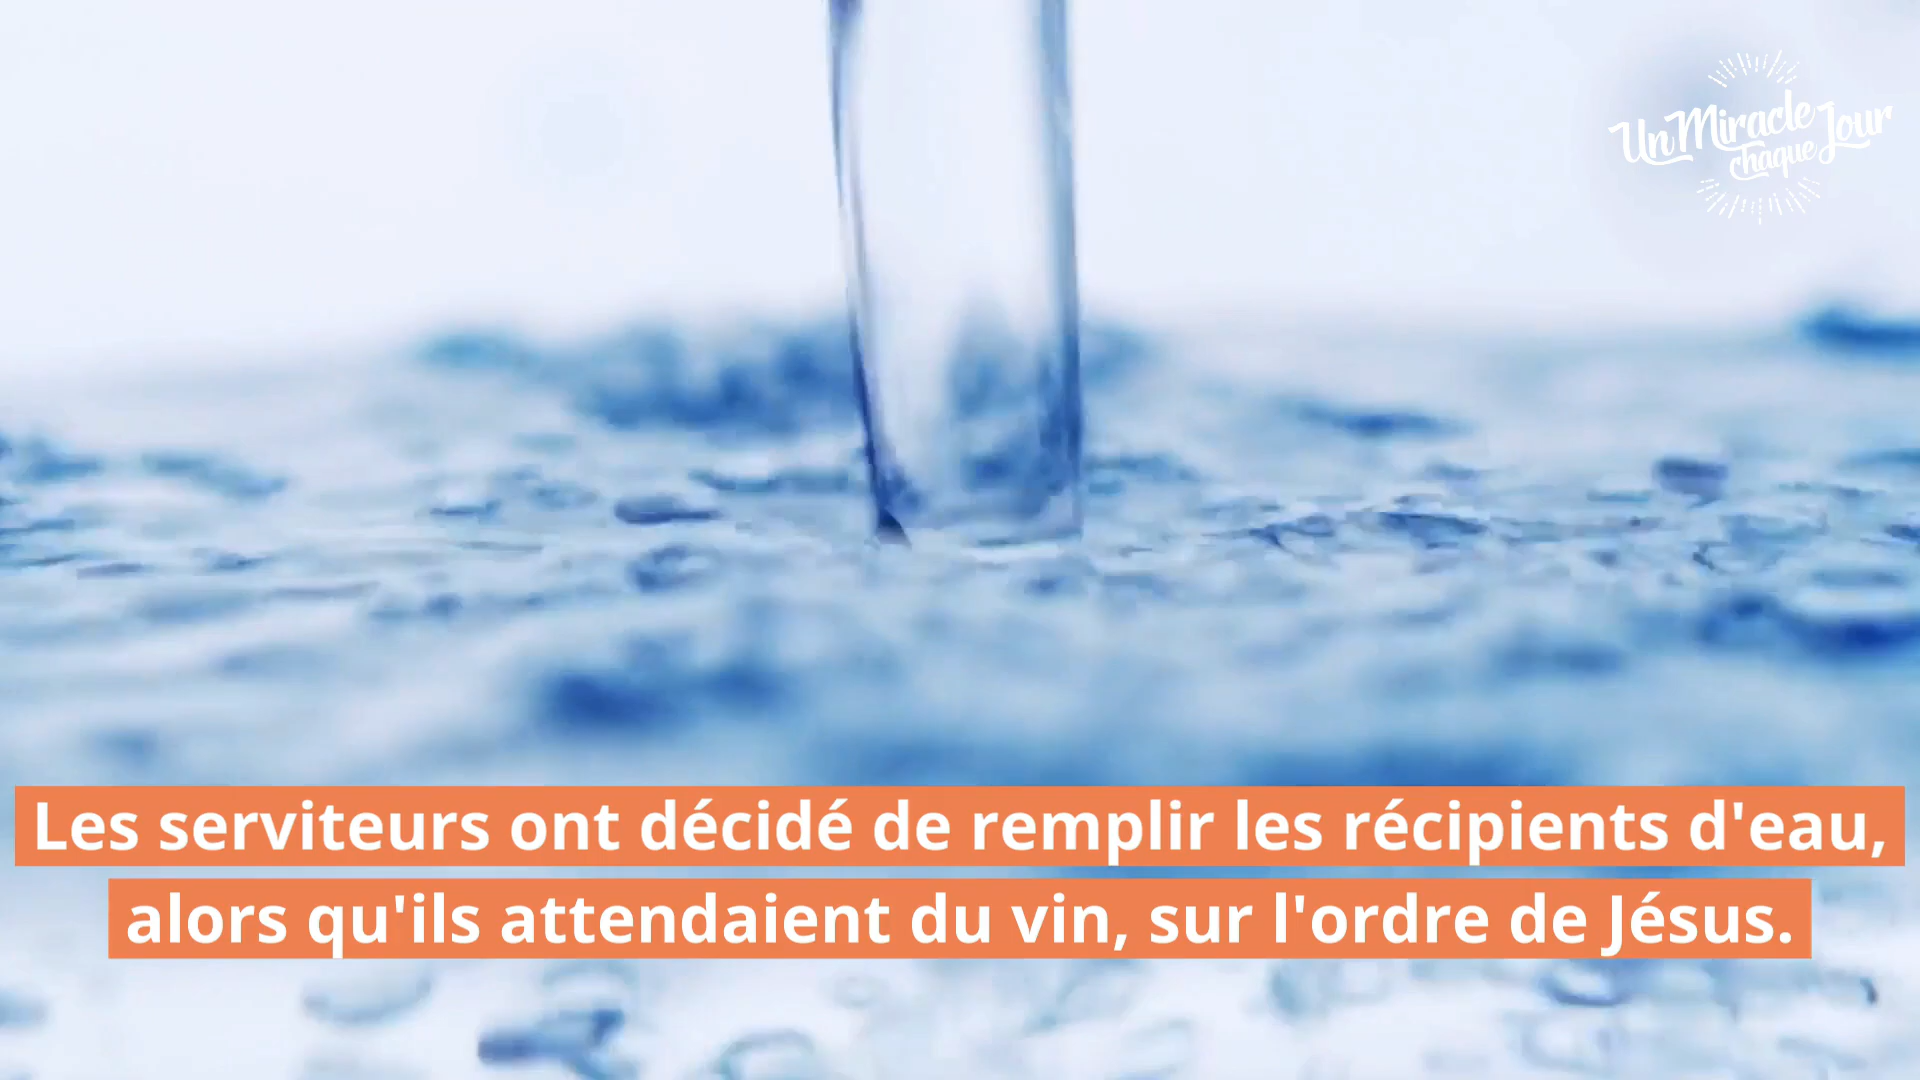 Un Miracle
chaque Jour
Les serviteurs ont décidé de remplir les récipients d'eau,
alors qu'ils attendaient du vin, sur l'ordre de Jésus.